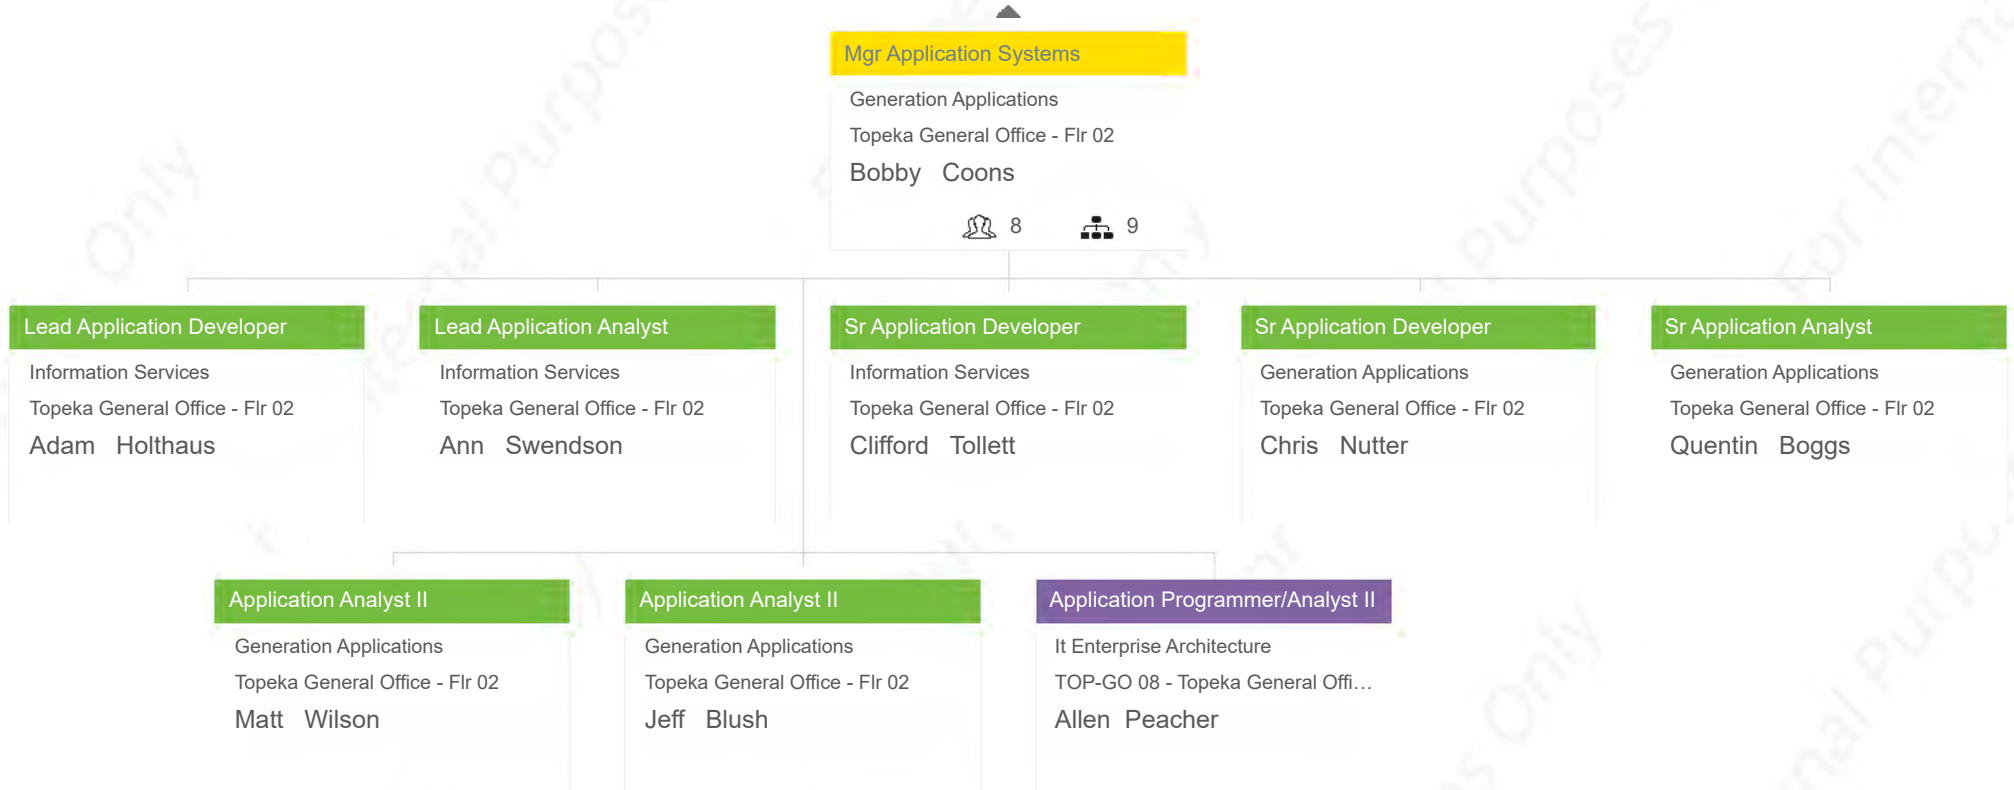 Mgr Application Systems
Generation Applications
Topeka General Office - Flr 02
Bobby Coons
8 9
Lead Application Developer
Information Services
Topeka General Office - Flr 02
Adam Holthaus
Lead Application Analyst
Information Services
Topeka General Office - Flr 02
Ann Swendson
Sr Application Developer
Information Services
Topeka General Office - Flr 02
Clifford Tollett
Sr Application Developer
Generation Applications
Topeka General Office - Flr 02
Chris Nutter
Sr Application Analyst
Generation Applications
Topeka General Office - Flr 02
Quentin Boggs
Application Analyst II
Generation Applications
Topeka General Office - Flr 02
Matt Wilson
Application Analyst II
Generation Applications
Topeka General Office - Flr 02
Jeff Blush
Application Programmer/Analyst II
It Enterprise Architecture
TOP-GO 08 - Topeka General Offi…
Allen Peacher